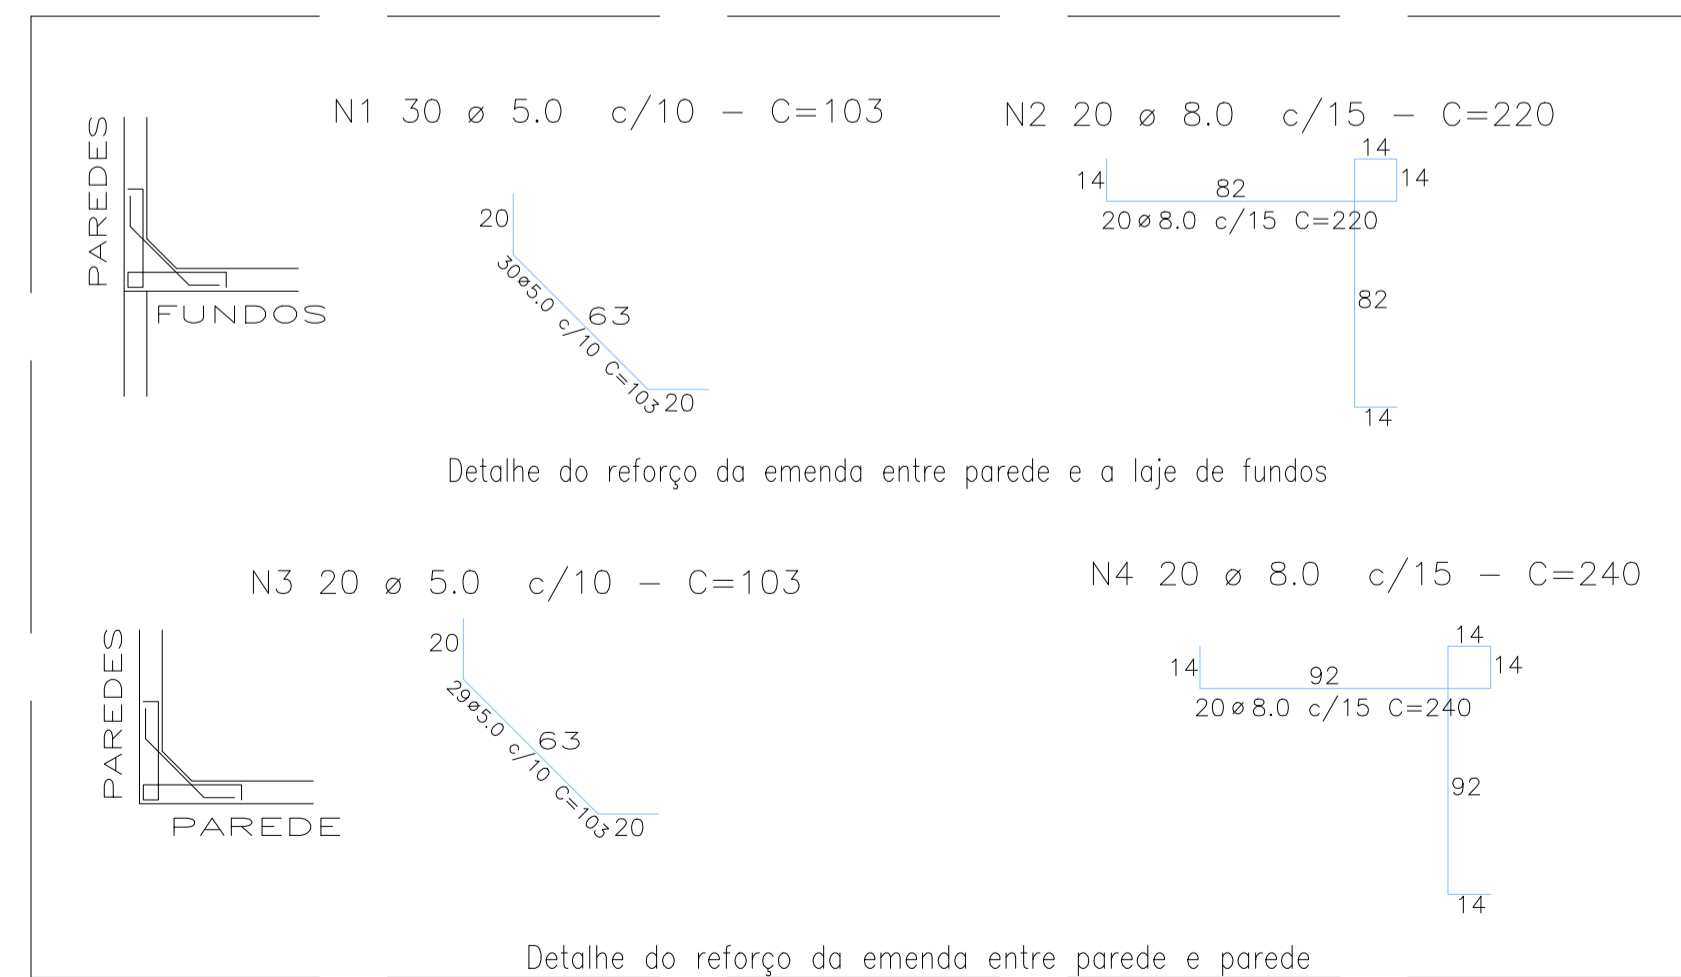 N1 30 ø 5.0 c/10 - C=103
PAREDES
FUNDOS
20
30ø5.0 c/10 C=103
63
20
N2 20 ø 8.0 c/15 - C=220
14
14
82
14
20ø8.0 c/15 C=220
82
14
Detalhe do reforço da emenda entre parede e a laje de fundos
N3 20 ø 5.0 c/10 - C=103
PAREDES
PAREDE
20
29ø5.0 c/10 C=103
63
20
N4 20 ø 8.0 c/15 - C=240
14
14
92
14
20ø8.0 c/15 C=240
92
14
Detalhe do reforço da emenda entre parede e parede